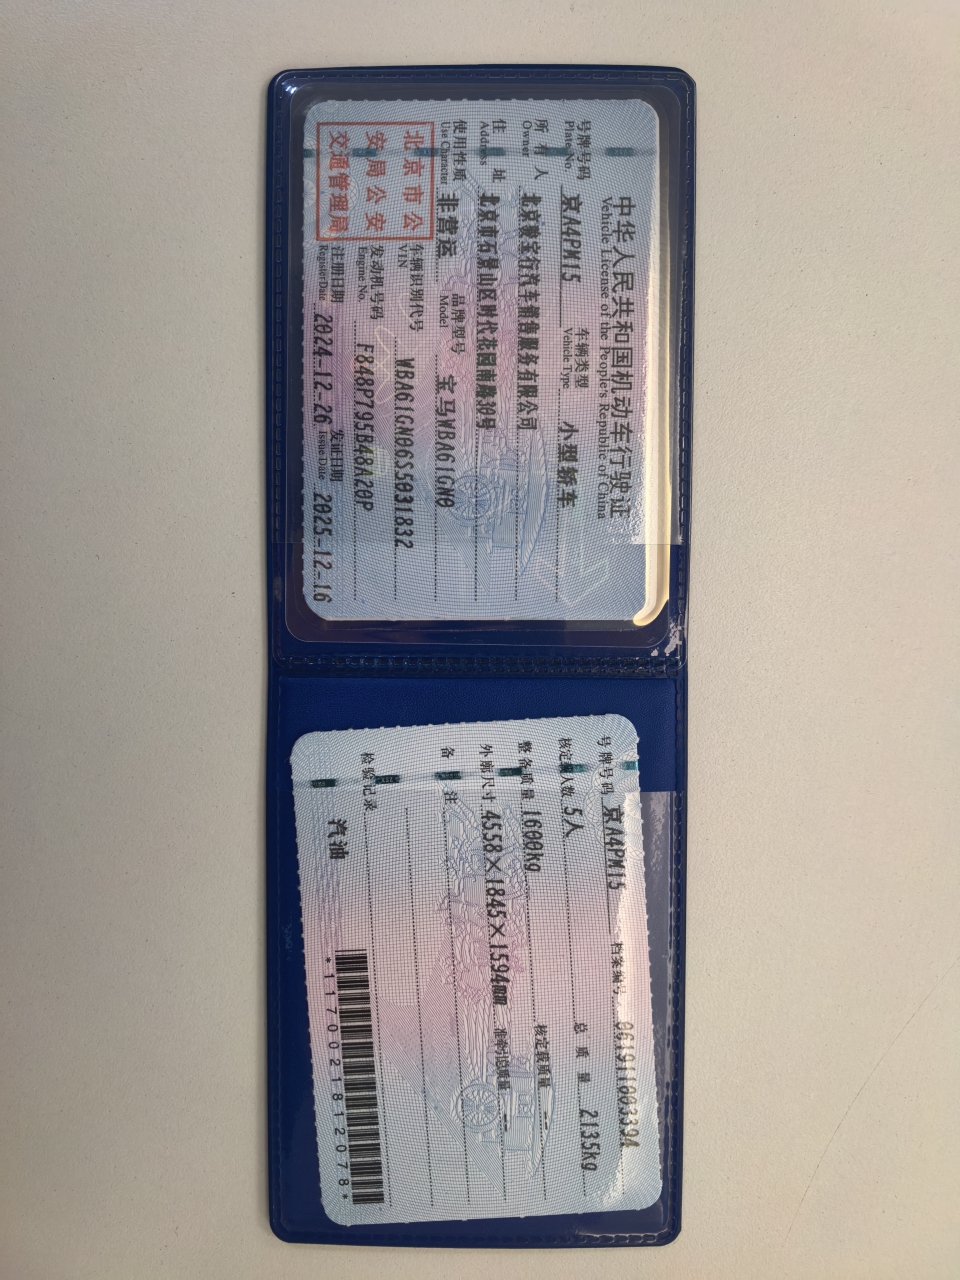 中华人民共和国机动车行驶证
Vehicle License of the People's Republic of China
号牌号码 京A4PM15 车辆类型 小型轿车
Plate No. Vehicle Type
所有人 北京 宝行汽车销售服务有限公司
Owner
住址 北京市石景山区时代花园南路30号
Address
使用性质 非营运 品牌型号 宝马WBA61GN0
Use Character Model
北京市公
安局公安
交通管理局
车辆识别代号 WBA61GN06S5031832
VIN
发动机号码 F848P795B48A20P
Engine No.
注册日期 2024-12-26 发证日期 2025-12-16
Register Date Issue Date
号牌号码 京A4PM15 档案编号 061911003394
核定载人数 5人 总质量 2135kg
整备质量 1600kg 核定载质量 --
外廓尺寸 4558×1845×1594mm 准牵引总质量 --
备注
检验记录
汽油
*1170021812078*